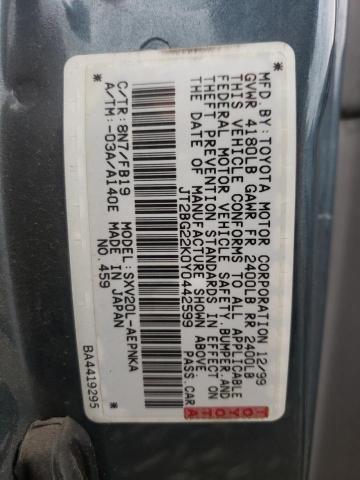 MFD.BY:TOYOTA MOTOR CORPORATION 12/99
GVWR 4180LB GAWR FR 2400LB RR 2400LB
THIS VEHICLE CONFORMS TO ALL APPLICABLE
FEDERAL MOTOR VEHICLE SAFETY, BUMPER, AND
THEFT PREVENTION STANDARDS IN EFFECT ON
THE DATE OF MANUFACTURE SHOWN ABOVE.
JT2BG22K0Y0442599 PASS.CAR
*
C/TR: 8N7/FB19
A/TM:-03A/A140E
MODEL: SXV20L-AEPNKA
MADE IN JAPAN
NO.459
*
TOYOTA
BA4419295